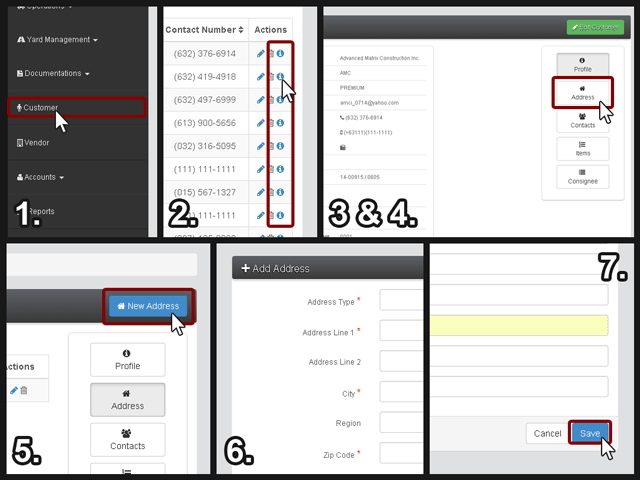 Operations
Yard Management
Documentations
Customer
Vendor
Accounts
Reports
1.
Contact Number Actions
(632) 376-6914
(632) 419-4918
(632) 497-6999
(613) 900-5656
(032) 316-5095
(111) 111-1111
(015) 567-1327
111-1111
2.
Edit Customer
Advanced Matrix Construction Inc
AMC
PREMIUM
amci_0714@yahoo.com
(632) 376-6914
(+63111)(111-1111)
14-00915 / 0605
0001
Profile
Address
Contacts
Items
Consignee
3 & 4.
New Address
Actions
Profile
Address
Contacts
5.
Add Address
Address Type *
Address Line 1 *
Address Line 2
City *
Region
Zip Code *
6.
7.
Cancel Save